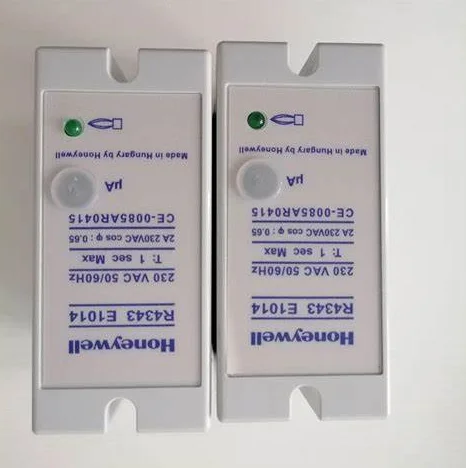 Honeywell
R4343 E1014
230 VAC 50/60Hz
T: 1 sec Max
2A 230VAC cos φ : 0.65
CE-0085AR0415
μA
Made in Hungary by Honeywell
Honeywell
R4343 E1014
230 VAC 50/60Hz
T: 1 sec Max
2A 230VAC cos φ : 0.65
CE-0085AR0415
μA
Made in Hungary by Honeywell